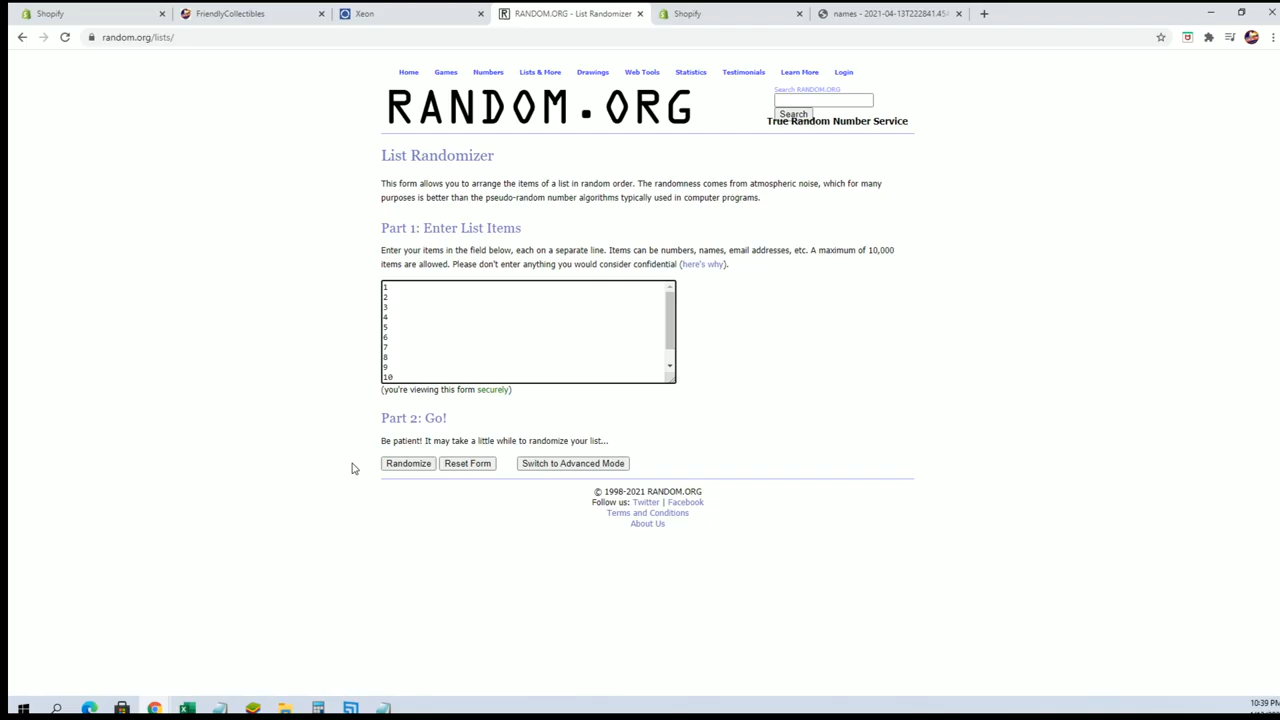 Shopify
FriendlyCollectibles
Xeon
RANDOM.ORG - List Randomizer
Shopify
names - 2021-04-13T222841.45
random.org/lists/
Home Games Numbers Lists & More Drawings Web Tools Statistics Testimonials Learn More Login
Search RANDOM.ORG
RANDOM.ORG
Search
True Random Number Service
List Randomizer
This form allows you to arrange the items of a list in random order. The randomness comes from atmospheric noise, which for many
purposes is better than the pseudo-random number algorithms typically used in computer programs.
Part 1: Enter List Items
Enter your items in the field below, each on a separate line. Items can be numbers, names, email addresses, etc. A maximum of 10,000
items are allowed. Please don't enter anything you would consider confidential (here's why).
1
2
3
4
5
6
7
8
9
10
(you're viewing this form securely)
Part 2: Go!
Be patient! It may take a little while to randomize your list...
Randomize Reset Form Switch to Advanced Mode
© 1998-2021 RANDOM.ORG
Follow us: Twitter | Facebook
Terms and Conditions
About Us
10:39 PM